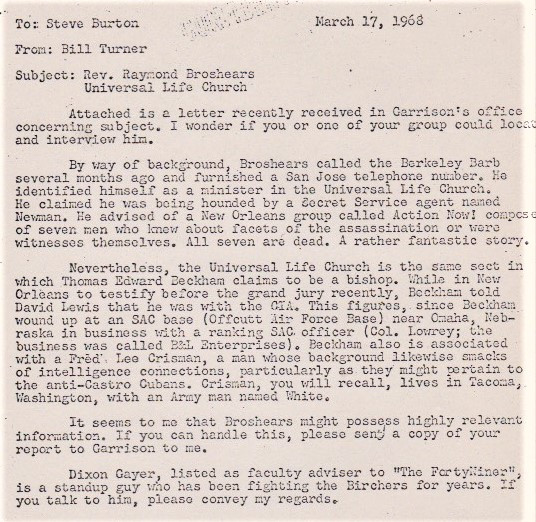 To: Steve Burton March 17, 1968
From: Bill Turner
Subject: Rev. Raymond Broshears
Universal Life Church
Attached is a letter recently received in Garrison's office
concerning subject. I wonder if you or one of your group could locat
and interview him.
By way of background, Broshears called the Berkeley Barb
several months ago and furnished a San Jose telephone number. He
identified himself as a minister in the Universal Life Church.
He claimed he was being hounded by a Secret Service agent named
Newman. He advised of a New Orleans group called Action Now! compose
of seven men who knew about facets of the assassination or were
witnesses themselves. All seven are dead. A rather fantastic story.
Nevertheless, the Universal Life Church is the same sect in
which Thomas Edward Beckham claims to be a bishop. While in New
Orleans to testify before the grand jury recently, Beckham told
David Lewis that he was with the CIA. This figures, since Beckham
wound up at an SAC base (Offcutt Air Force Base) near Omaha, Neb-
raska in business with a ranking SAC officer (Col. Lowrey; the
business was called B&L Enterprises). Beckham also is associated
with a Fred Lee Crisman, a man whose background likewise smacks
of intelligence connections, particularly as they might pertain to
the anti-Castro Cubans. Crisman, you will recall, lives in Tacoma,
Washington, with an Army man named White.
It seems to me that Broshears might possess highly relevant
information. If you can handle this, please send a copy of your
report to Garrison to me.
Dixon Gayer, listed as faculty adviser to "The FortyNiner",
is a standup guy who has been fighting the Birchers for years. If
you talk to him, please convey my regards.